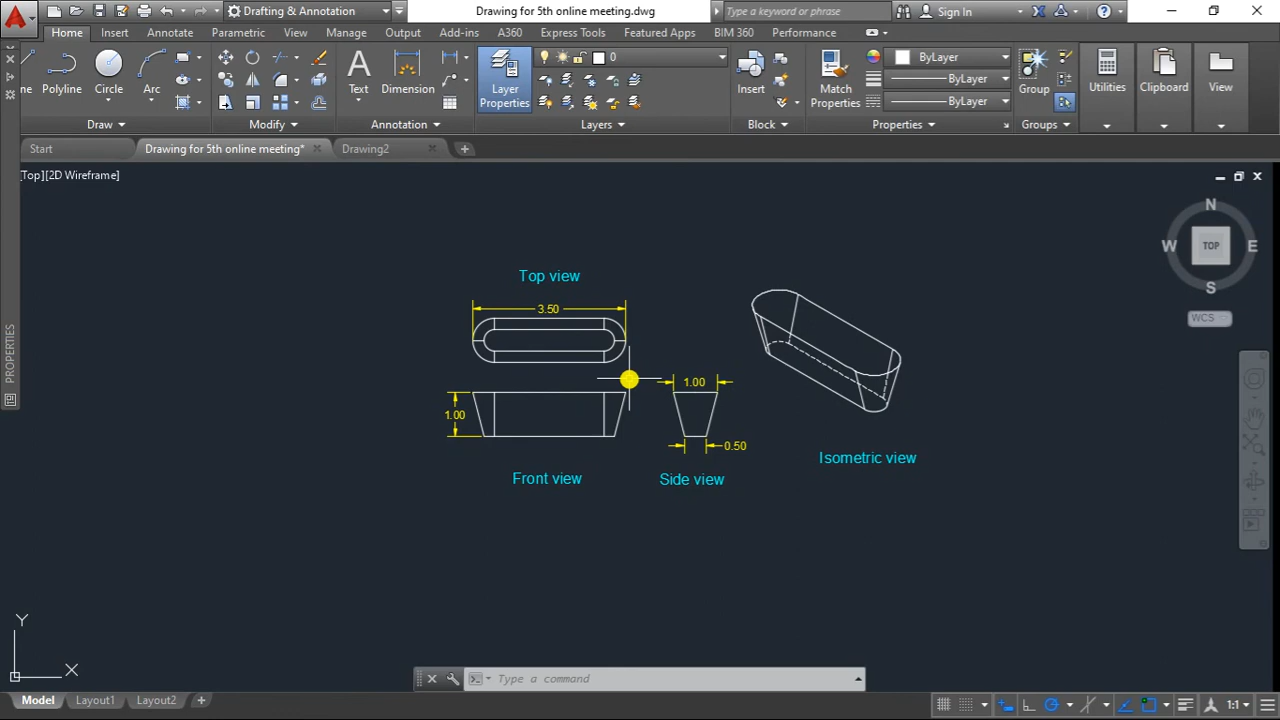 Drafting & Annotation
Drawing for 5th online meeting.dwg
Type a keyword or phrase
Sign In
Home
Insert
Annotate
Parametric
View
Manage
Output
Add-ins
A360
Express Tools
Featured Apps
BIM 360
Performance
Polyline
Circle
Arc
Text
Dimension
Layer Properties
0
Insert
Match Properties
ByLayer
ByLayer
ByLayer
Group
Utilities
Clipboard
View
Draw
Modify
Annotation
Layers
Block
Properties
Groups
Start
Drawing for 5th online meeting*
Drawing2
[Top][2D Wireframe]
N
W
TOP
E
S
WCS
PROPERTIES
Top view
3.50
1.00
1.00
0.50
Front view
Side view
Isometric view
Y
X
Type a command
Model
Layout1
Layout2
1:1